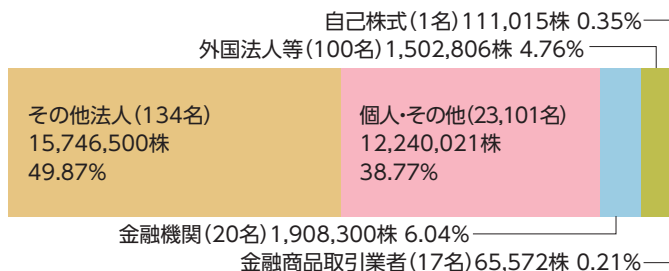 自己株式(1名)111,015株 0.35%
外国法人等(100名)1,502,806株 4.76%
その他法人(134名)
15,746,500株
49.87%
個人・その他(23,101名)
12,240,021株
38.77%
金融機関(20名)1,908,300株 6.04%
金融商品取引業者(17名)65,572株 0.21%